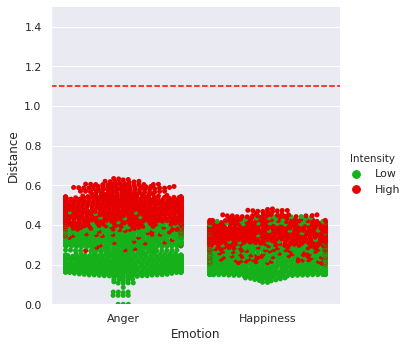 1.4
1.2
1.0
0.8
0.6
0.4
0.2
0.0
Distance
Anger
Happiness
Emotion
Intensity
Low
High